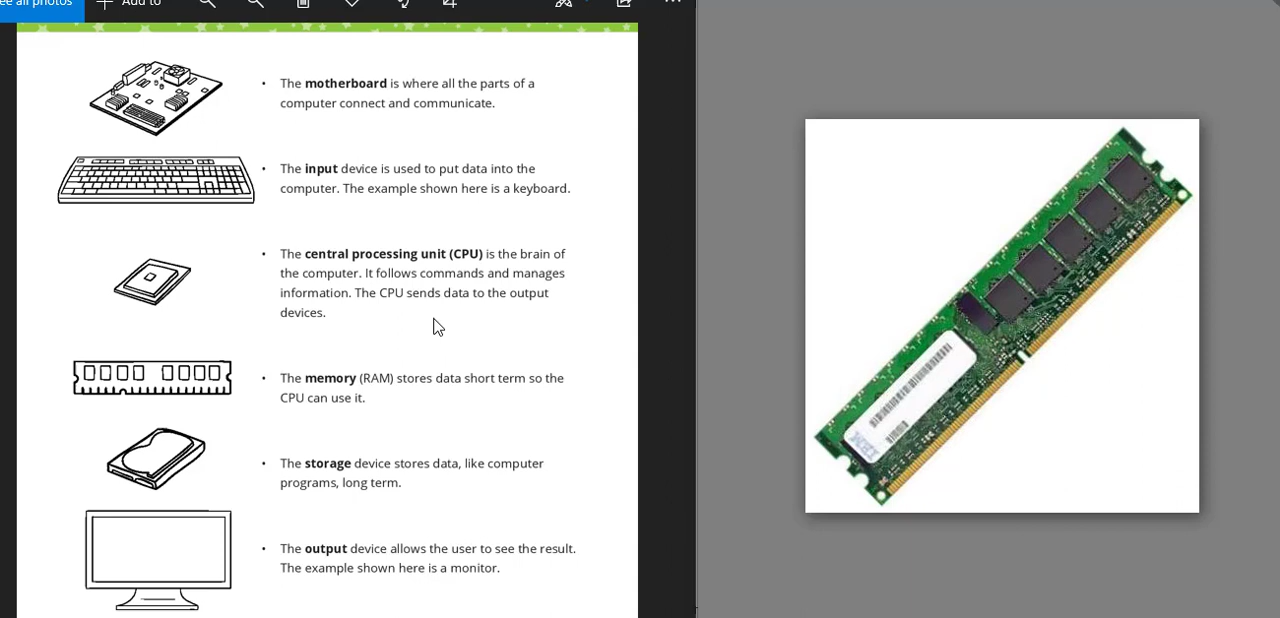 ee all photos
Add to
• The motherboard is where all the parts of a
computer connect and communicate.
• The input device is used to put data into the
computer. The example shown here is a keyboard.
• The central processing unit (CPU) is the brain of
the computer. It follows commands and manages
information. The CPU sends data to the output
devices.
• The memory (RAM) stores data short term so the
CPU can use it.
• The storage device stores data, like computer
programs, long term.
• The output device allows the user to see the result.
The example shown here is a monitor.
IBM